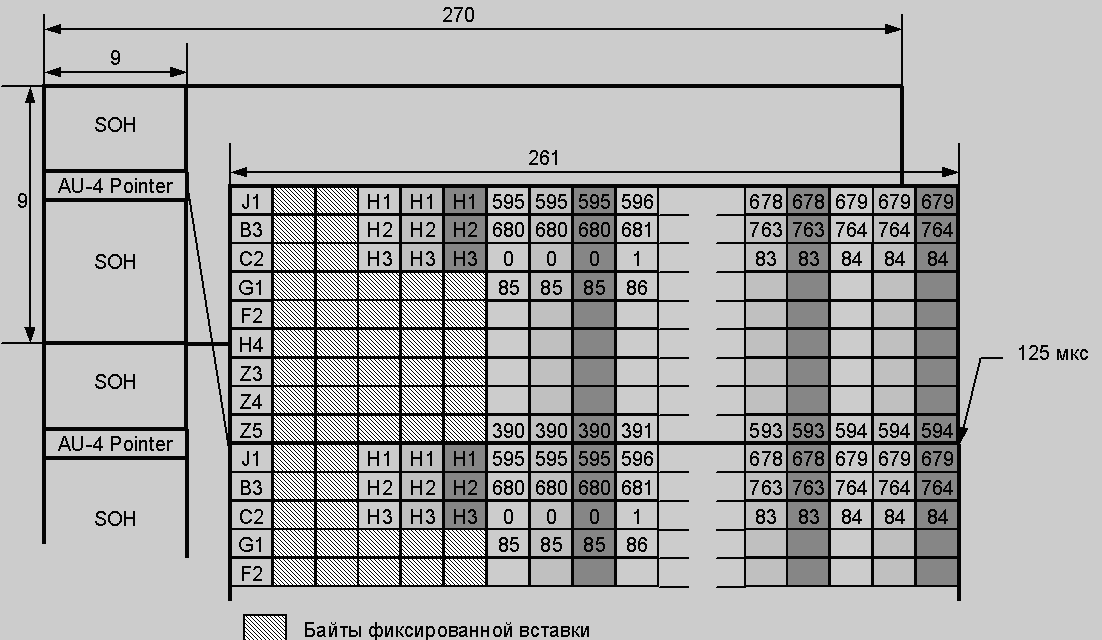 270
9
SOH
261
AU-4 Pointer
9
J1 H1 H1 H1 595 595 595 596 678 678 679 679 679
B3 H2 H2 H2 680 680 680 681 763 763 764 764 764
SOH
C2 H3 H3 H3 0 0 0 1 83 83 84 84 84
G1 85 85 85 86
F2
H4
125 мкс
Z3
SOH
Z4
Z5 390 390 390 391 593 593 594 594 594
AU-4 Pointer
J1 H1 H1 H1 595 595 595 596 678 678 679 679 679
B3 H2 H2 H2 680 680 680 681 763 763 764 764 764
SOH
C2 H3 H3 H3 0 0 0 1 83 83 84 84 84
G1 85 85 85 86
F2
Байты фиксированной вставки